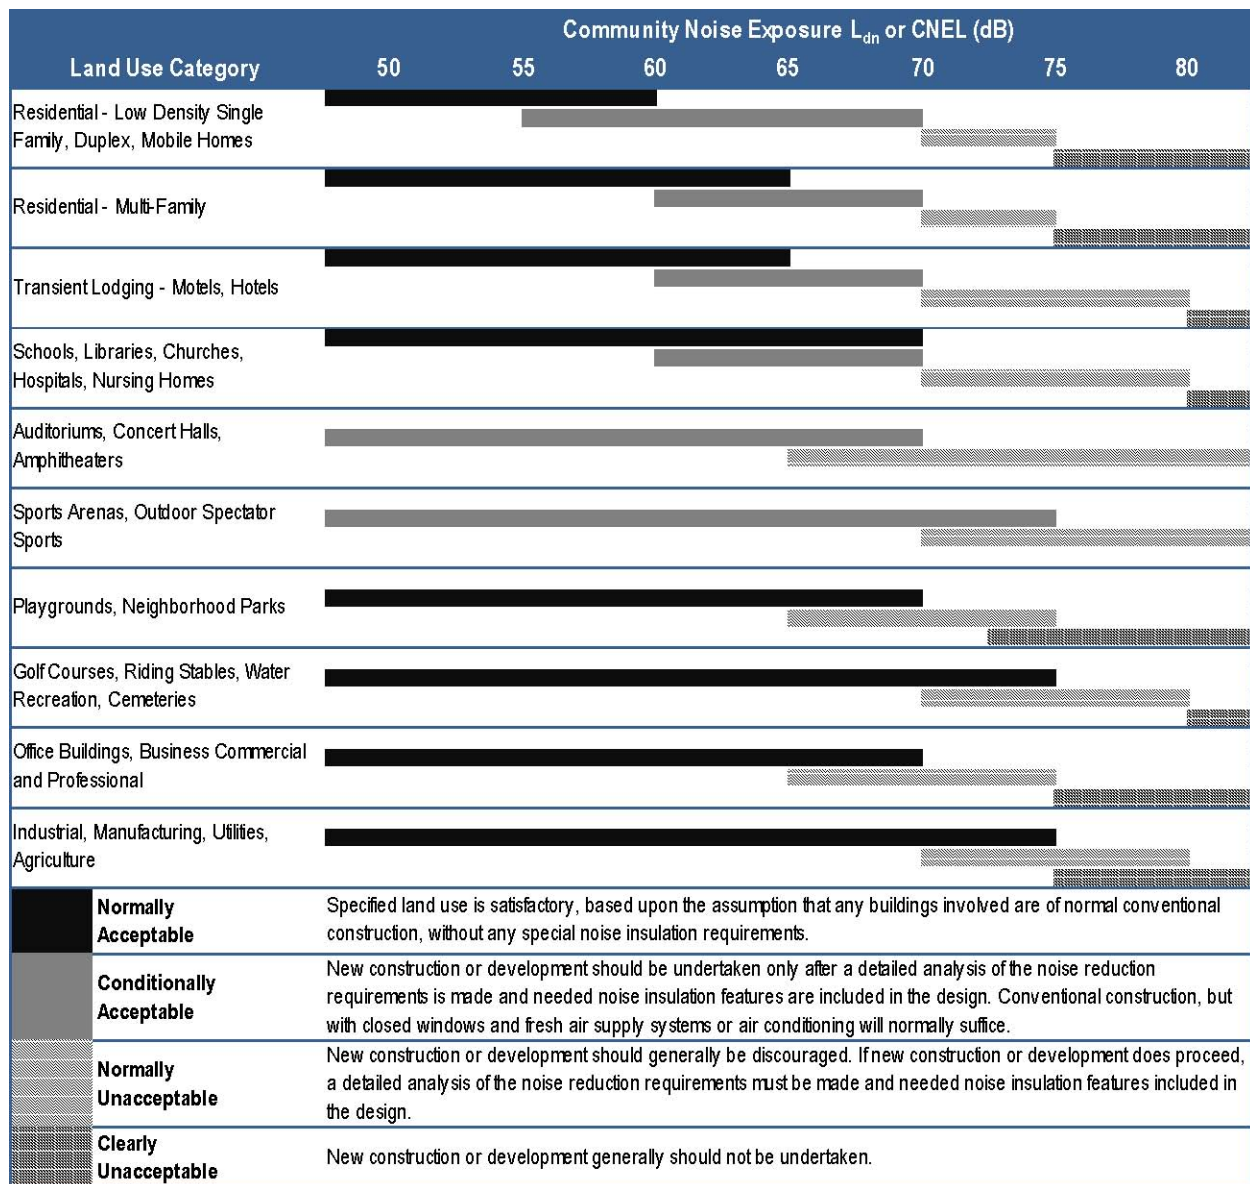 Community Noise Exposure Ldn or CNEL (dB)
Land Use Category 50 55 60 65 70 75 80
Residential - Low Density Single
Family, Duplex, Mobile Homes
Residential - Multi-Family
Transient Lodging - Motels, Hotels
Schools, Libraries, Churches,
Hospitals, Nursing Homes
Auditoriums, Concert Halls,
Amphitheaters
Sports Arenas, Outdoor Spectator
Sports
Playgrounds, Neighborhood Parks
Golf Courses, Riding Stables, Water
Recreation, Cemeteries
Office Buildings, Business Commercial
and Professional
Industrial, Manufacturing, Utilities,
Agriculture
Normally
Acceptable
Specified land use is satisfactory, based upon the assumption that any buildings involved are of normal conventional
construction, without any special noise insulation requirements.
Conditionally
Acceptable
New construction or development should be undertaken only after a detailed analysis of the noise reduction
requirements is made and needed noise insulation features are included in the design. Conventional construction, but
with closed windows and fresh air supply systems or air conditioning will normally suffice.
Normally
Unacceptable
New construction or development should generally be discouraged. If new construction or development does proceed,
a detailed analysis of the noise reduction requirements must be made and needed noise insulation features included in
the design.
Clearly
Unacceptable
New construction or development generally should not be undertaken.